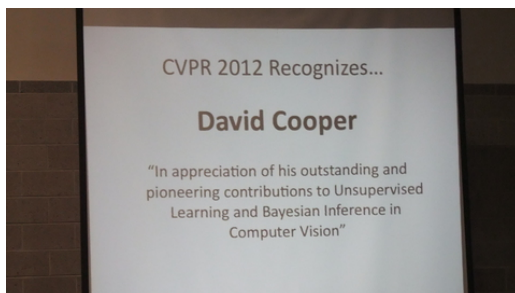 CVPR 2012 Recognizes...
David Cooper
“In appreciation of his outstanding and
pioneering contributions to Unsupervised
Learning and Bayesian Inference in
Computer Vision”